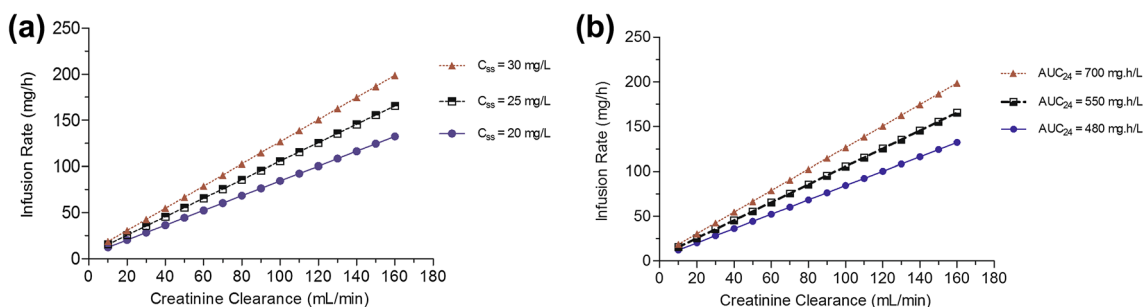 (a)
250
200
150
100
50
0
Infusion Rate (mg/h)
0 20 40 60 80 100 120 140 160 180
Creatinine Clearance (mL/min)
Css = 30 mg/L
Css = 25 mg/L
Css = 20 mg/L
(b)
250
200
150
100
50
0
Infusion Rate (mg/h)
0 20 40 60 80 100 120 140 160 180
Creatinine Clearance (mL/min)
AUC24 = 700 mg.h/L
AUC24 = 550 mg.h/L
AUC24 = 480 mg.h/L